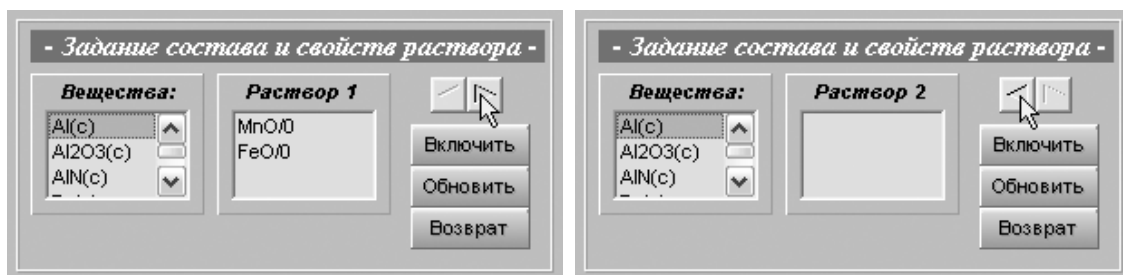 - Задание состава и свойств раствора -
Вещества:
Al(c)
Al2O3(c)
AlN(c)
Раствор 1
MnO/0
FeO/0
Включить
Обновить
Возврат
- Задание состава и свойств раствора -
Вещества:
Al(c)
Al2O3(c)
AlN(c)
Раствор 2
Включить
Обновить
Возврат